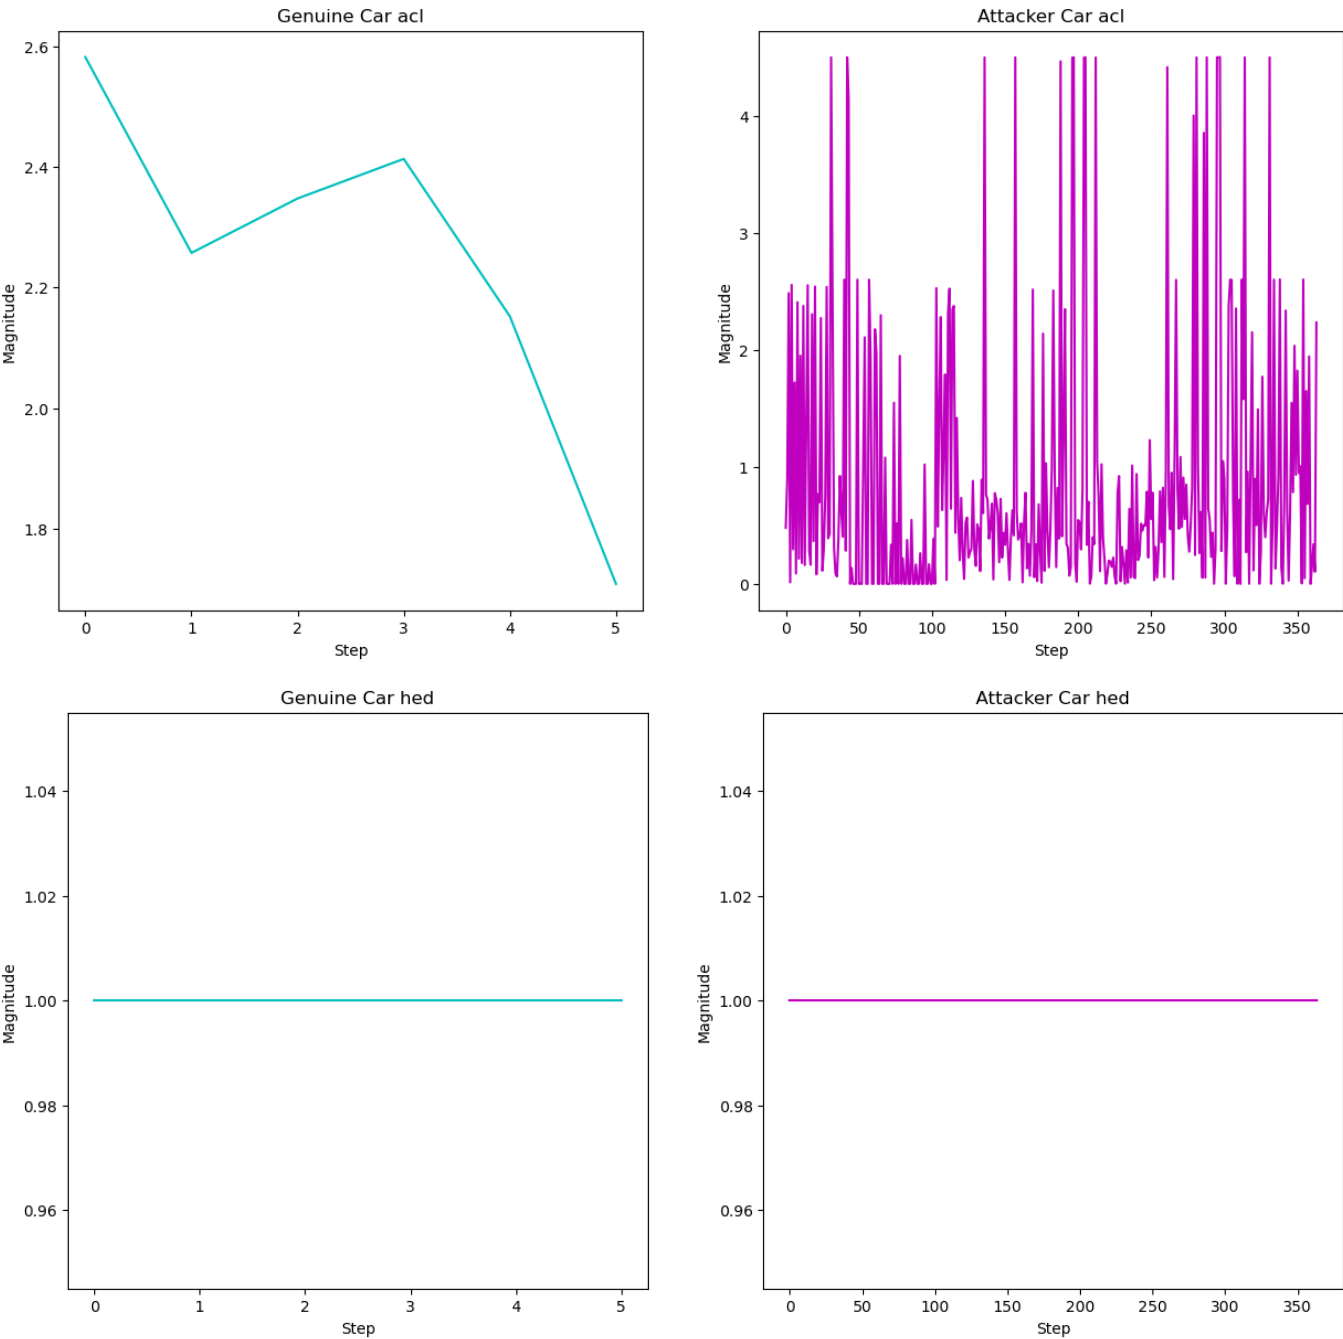 Genuine Car acl
Attacker Car acl
2.6
2.4
2.2
2.0
1.8
Magnitude
0 1 2 3 4 5
Step
4
3
2
1
0
Magnitude
0 50 100 150 200 250 300 350
Step
Genuine Car hed
Attacker Car hed
1.04
1.02
1.00
0.98
0.96
Magnitude
0 1 2 3 4 5
Step
1.04
1.02
1.00
0.98
0.96
Magnitude
0 50 100 150 200 250 300 350
Step